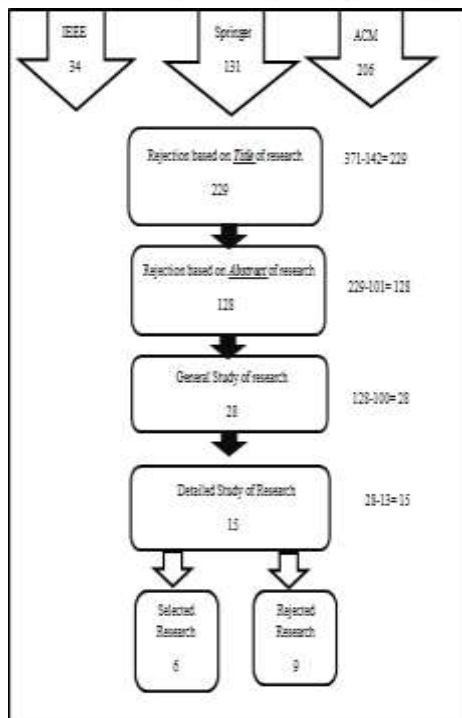 IEEE
34
Springer
131
ACM
206
Rejection based on Title of research
229
371-142= 229
Rejection based on Abstract of research
128
229-101= 128
General Study of research
28
128-100= 28
Detailed Study of Research
15
28-13= 15
Selected
Research
6
Rejected
Research
9